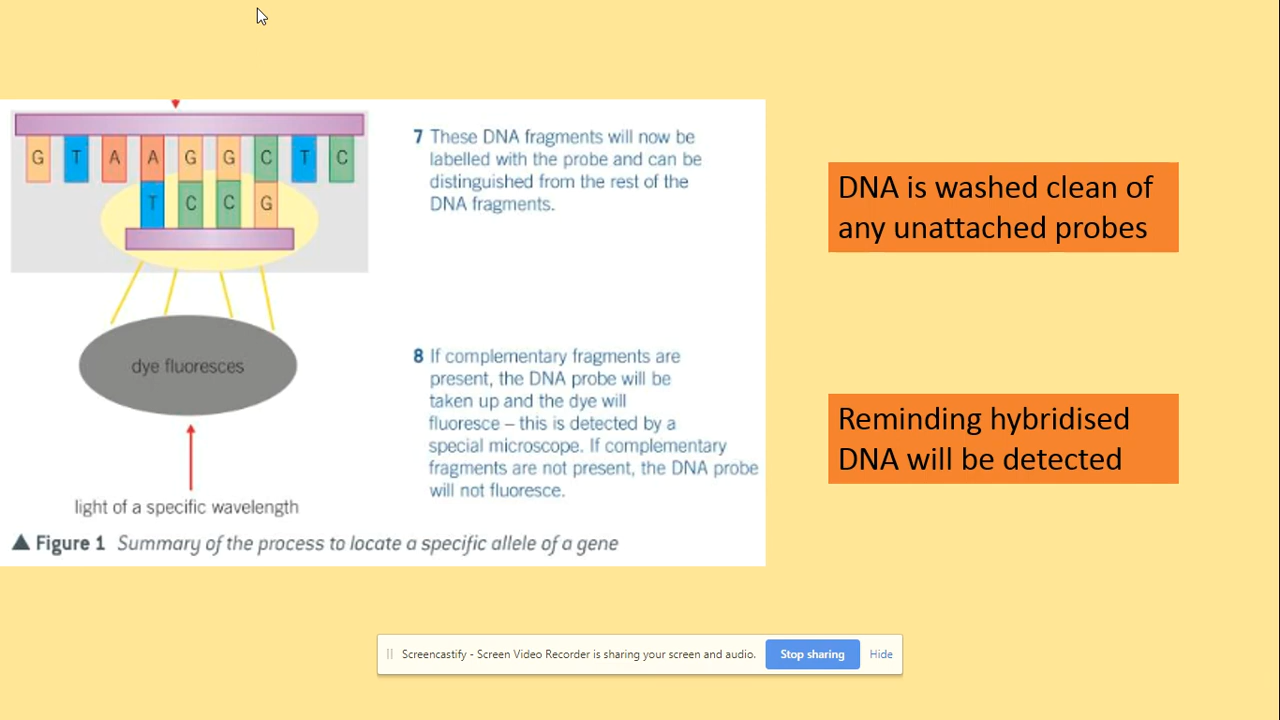 G T A A G G C T C
T C C G
dye fluoresces
light of a specific wavelength
7 These DNA fragments will now be
labelled with the probe and can be
distinguished from the rest of the
DNA fragments.
8 If complementary fragments are
present, the DNA probe will be
taken up and the dye will
fluoresce – this is detected by a
special microscope. If complementary
fragments are not present, the DNA probe
will not fluoresce.
▲ Figure 1 Summary of the process to locate a specific allele of a gene
DNA is washed clean of
any unattached probes
Reminding hybridised
DNA will be detected
Screencastify - Screen Video Recorder is sharing your screen and audio. Stop sharing Hide